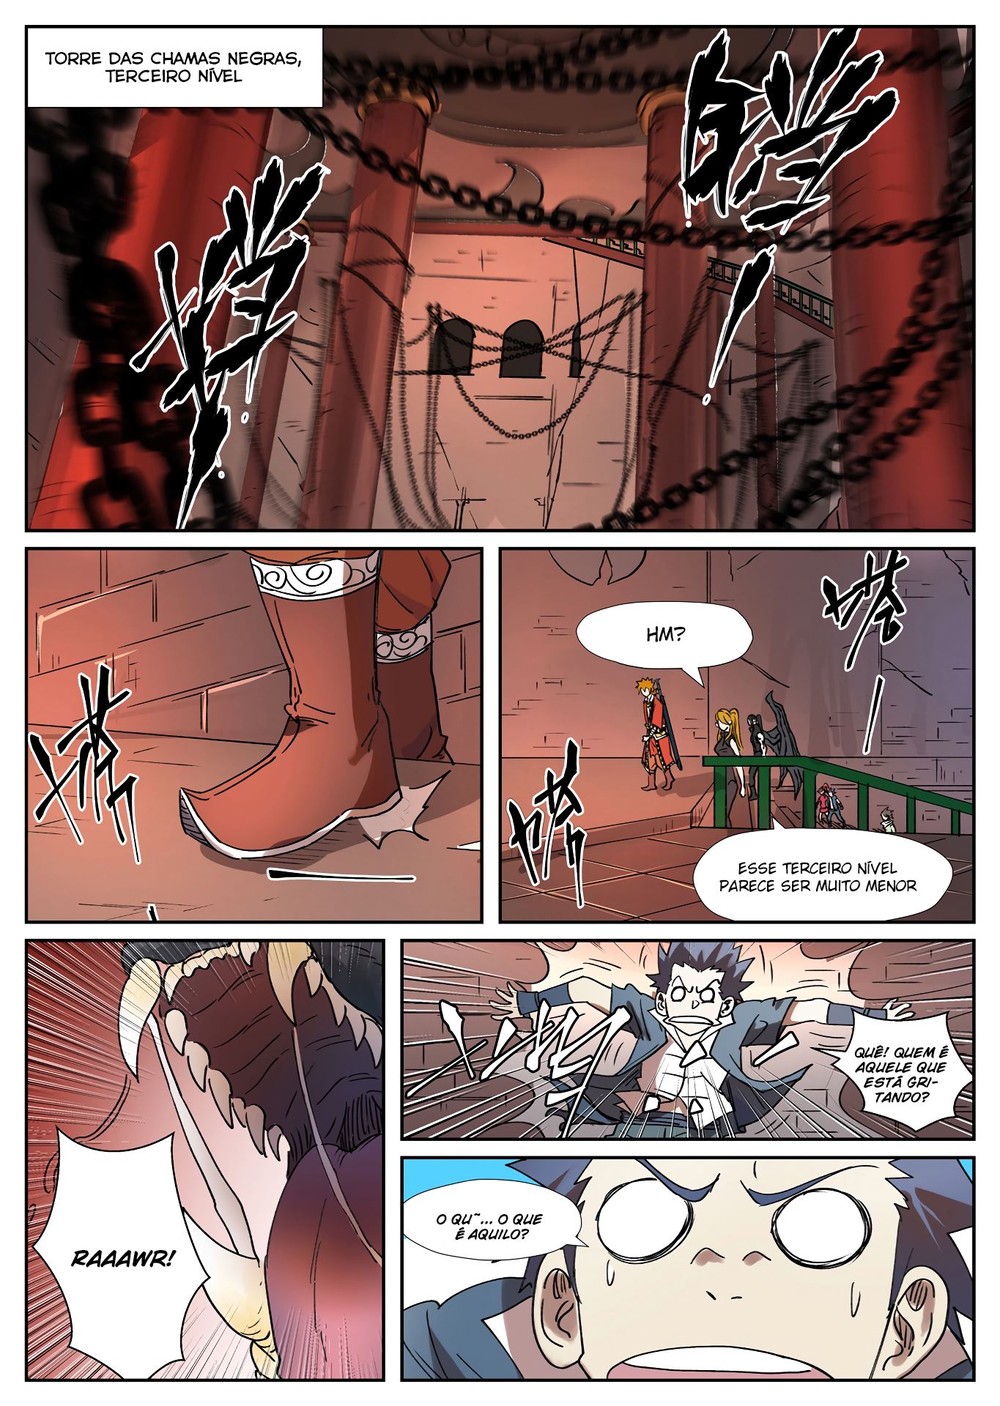 TORRE DAS CHAMAS NEGRAS,
TERCEIRO NÍVEL
HM?
ESSE TERCEIRO NÍVEL
PARECE SER MUITO MENOR
RAAAWR!
QUÊ! QUEM É
AQUELE QUE
ESTÁ GRI-
TANDO?
O QU~... O QUE
É AQUILO?